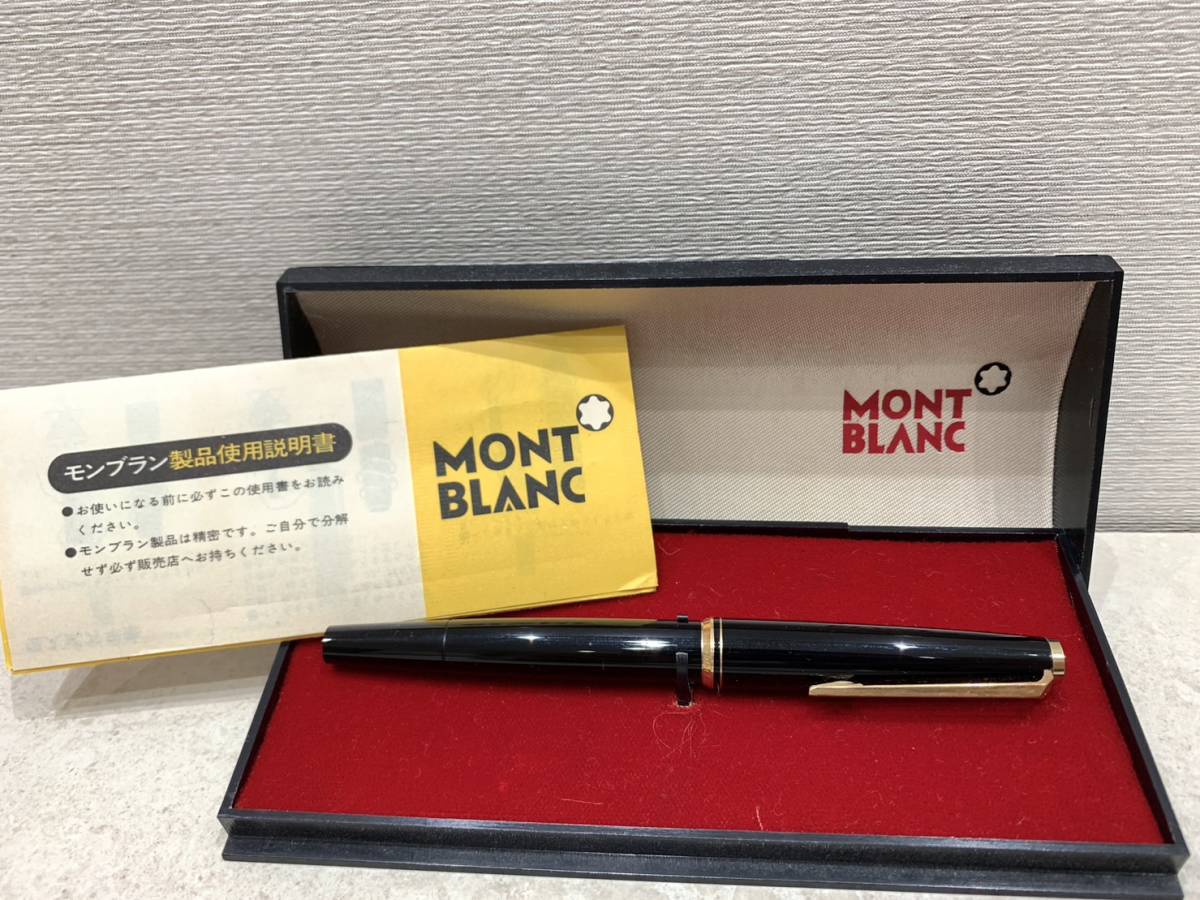 モンブラン製品使用説明書
●お使いになる前に必ずこの使用書をお読み
ください。
●モンブラン製品は精密です。ご自分で分解
せず必ず販売店へお持ちください。
MONT
BLANC
MONT
BLANC